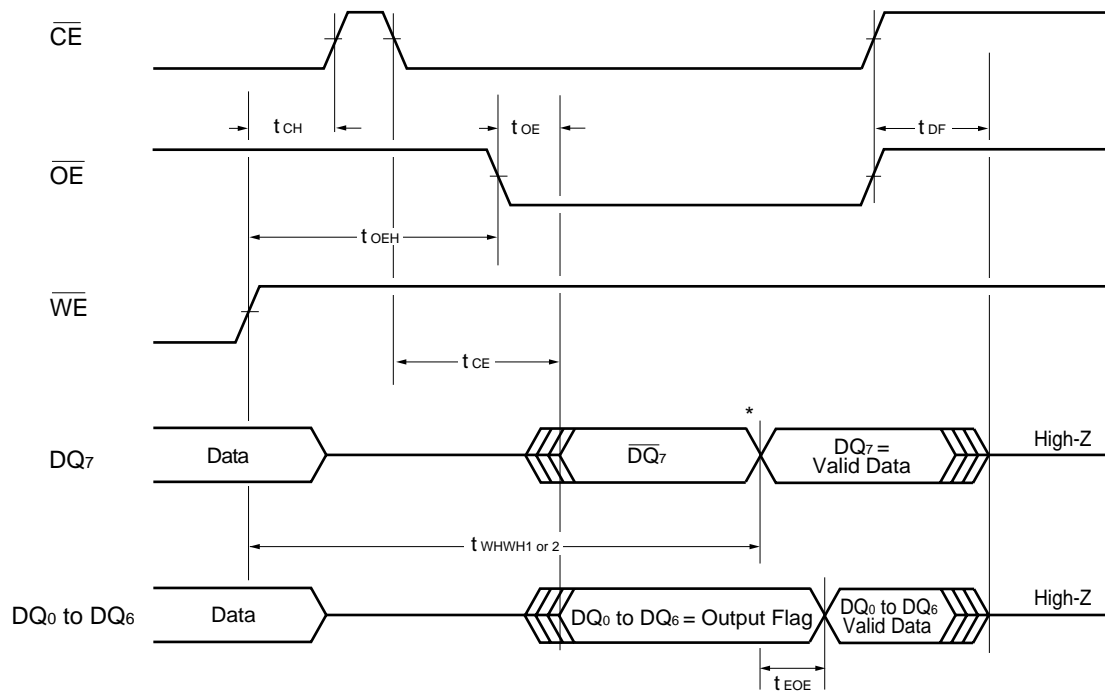 CE
t CH
t OE
t DF
OE
t OEH
WE
t CE
*
DQ7
Data
DQ7
DQ7 =
Valid Data
High-Z
t WHWH1 or 2
DQ0 to DQ6
Data
DQ0 to DQ6 = Output Flag
DQ0 to DQ6
Valid Data
High-Z
t EOE